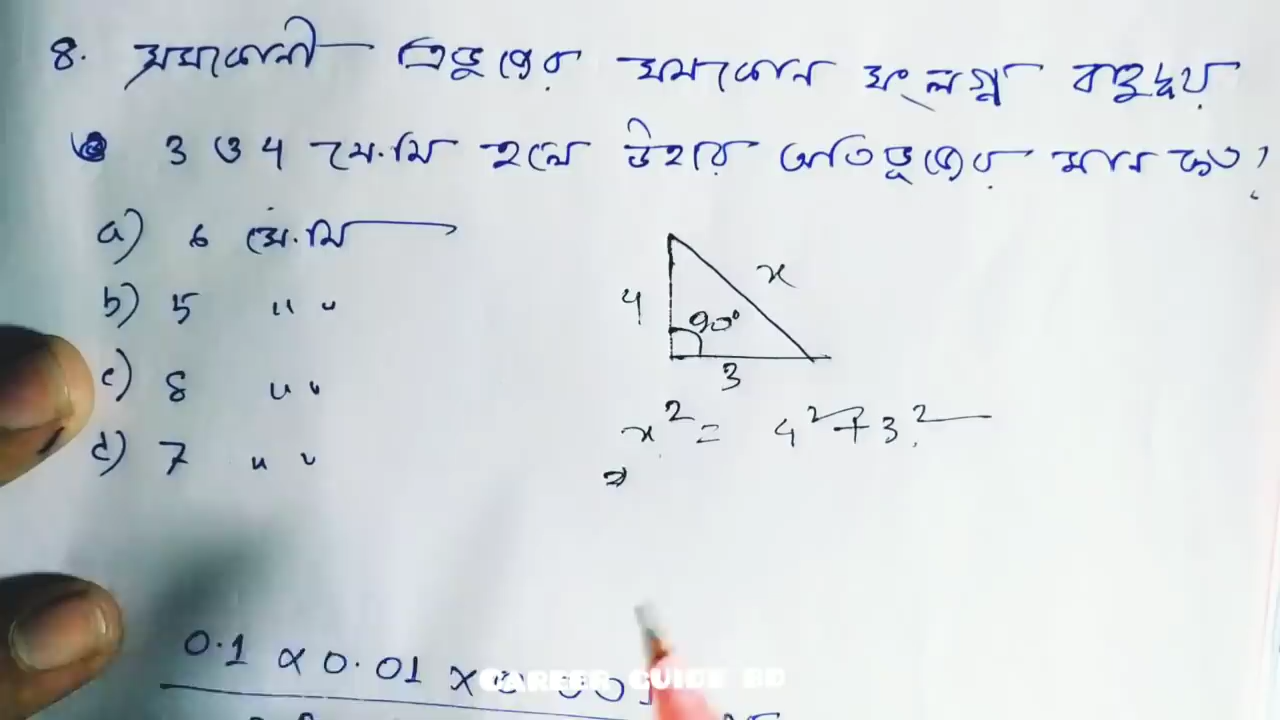 8. সমকোণী ত্রিভুজের সমকোণ সংলগ্ন বাহুদ্বয়
3 ও 4 সে.মি হলে উহার অতিভূজের মান কত?
a) 6 সে.মি
b) 5 " "
c) 8 " "
d) 7 " "
4
x
90°
3
x² = 4² + 3²
⇒
0.1 × 0.01 ×
CAREER GUIDE BD